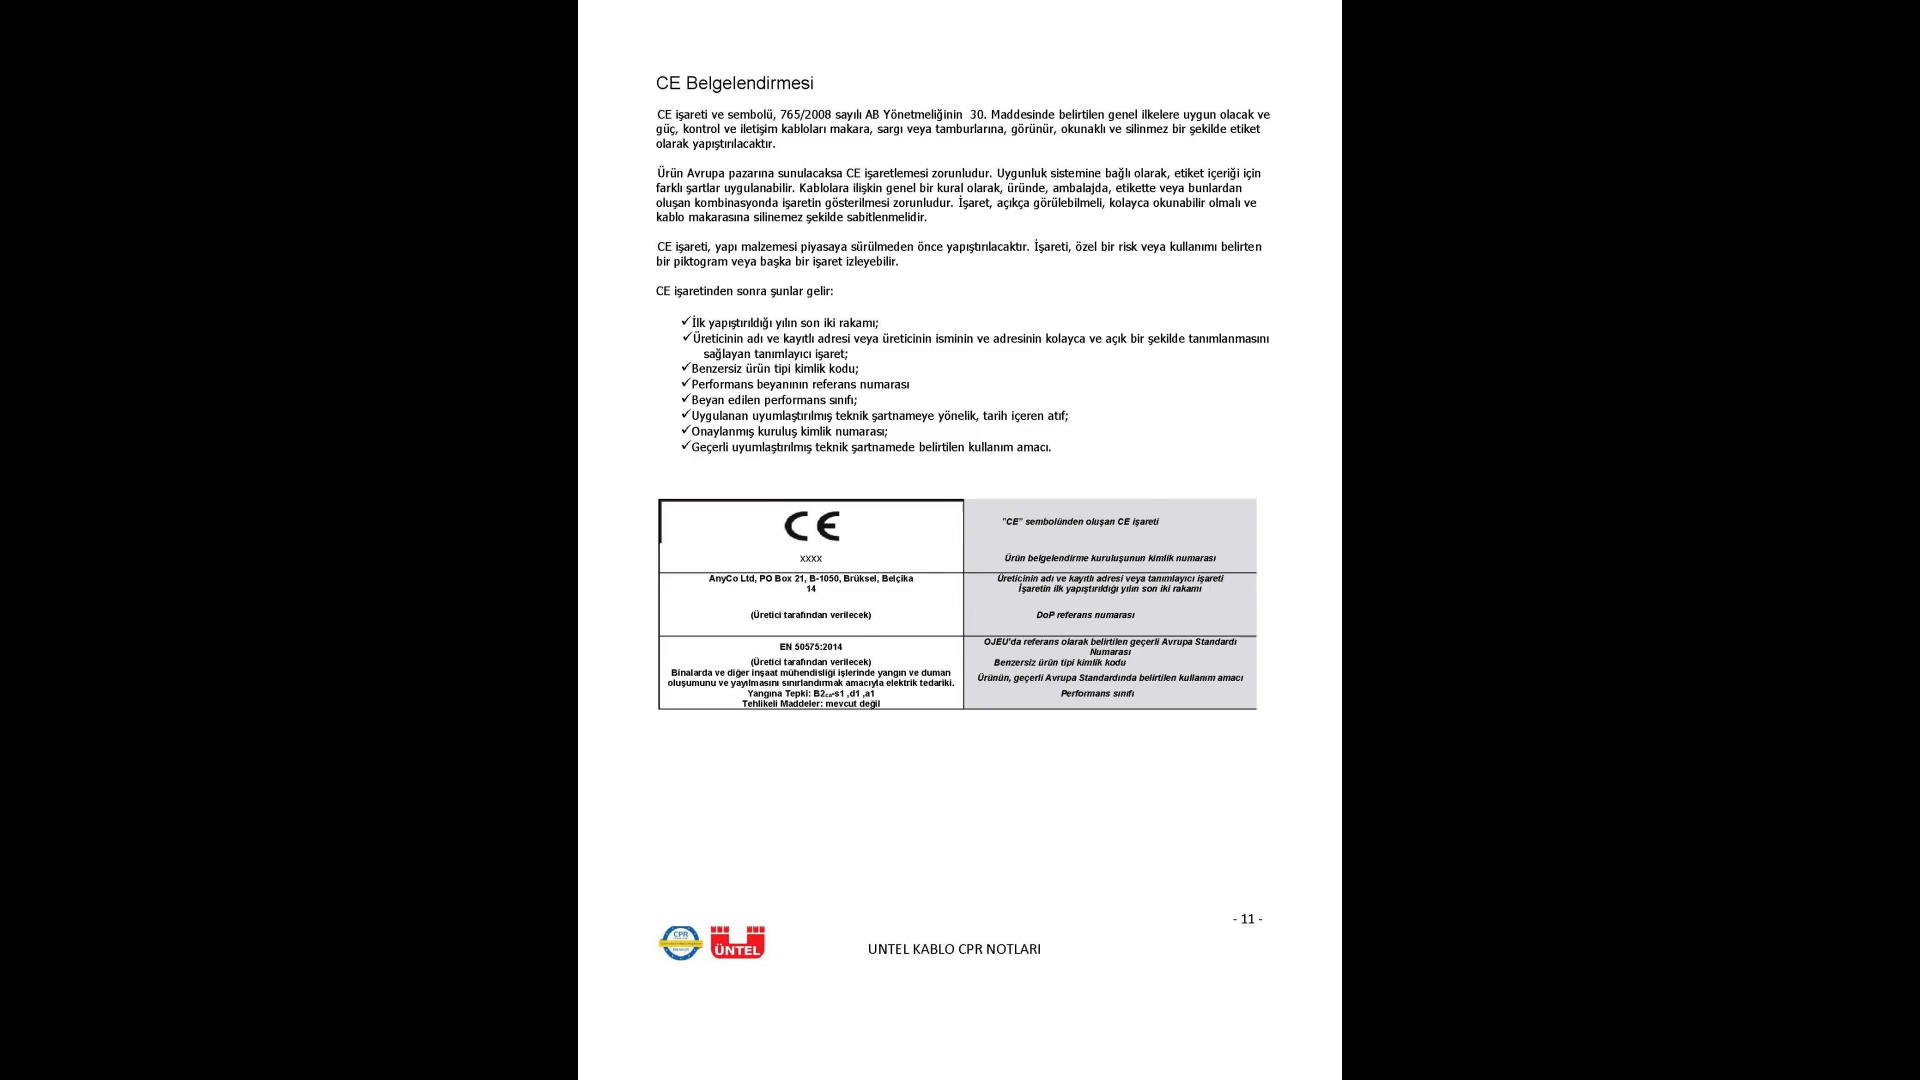 CE Belgelendirmesi
CE işareti ve sembolü, 765/2008 sayılı AB Yönetmeliğinin 30. Maddesinde belirtilen genel ilkelere uygun olacak ve
güç, kontrol ve iletişim kabloları makara, sargı veya tamburlarına, görünür, okunaklı ve silinmez bir şekilde etiket
olarak yapıştırılacaktır.
Ürün Avrupa pazarına sunulacaksa CE işaretlemesi zorunludur. Uygunluk sistemine bağlı olarak, etiket içeriği için
farklı şartlar uygulanabilir. Kablolara ilişkin genel bir kural olarak, üründe, ambalajda, etikette veya bunlardan
oluşan kombinasyonda işaretin gösterilmesi zorunludur. İşaret, açıkça görülebilmeli, kolayca okunabilir olmalı ve
kablo makarasına silinemez şekilde sabitlenmelidir.
CE işareti, yapı malzemesi piyasaya sürülmeden önce yapıştırılacaktır. İşareti, özel bir risk veya kullanımı belirten
bir piktogram veya başka bir işaret izleyebilir.
CE işaretinden sonra şunlar gelir:
✓İlk yapıştırıldığı yılın son iki rakamı;
✓Üreticinin adı ve kayıtlı adresi veya üreticinin isminin ve adresinin kolayca ve açık bir şekilde tanımlanmasını
sağlayan tanımlayıcı işaret;
✓Benzersiz ürün tipi kimlik kodu;
✓Performans beyanının referans numarası
✓Beyan edilen performans sınıfı;
✓Uygulanan uyumlaştırılmış teknik şartnameye yönelik, tarih içeren atıf;
✓Onaylanmış kuruluş kimlik numarası;
✓Geçerli uyumlaştırılmış teknik şartnamede belirtilen kullanım amacı.
CE
"CE" sembolünden oluşan CE işareti
XXXX
Ürün belgelendirme kuruluşunun kimlik numarası
AnyCo Ltd, PO Box 21, B-1050, Brüksel, Belçika
14
Üreticinin adı ve kayıtlı adresi veya tanımlayıcı işareti
İşaretin ilk yapıştırıldığı yılın son iki rakamı
(Üretici tarafından verilecek)
DoP referans numarası
EN 50575:2014
OJEU'da referans olarak belirtilen geçerli Avrupa Standardı
Numarası
(Üretici tarafından verilecek)
Benzersiz ürün tipi kimlik kodu
Binalarda ve diğer inşaat mühendisliği işlerinde yangın ve duman
oluşumunu ve yayılmasını sınırlandırmak amacıyla elektrik tedariki.
Ürünün, geçerli Avrupa Standardında belirtilen kullanım amacı
Yangına Tepki: B2ca-s1 ,d1 ,a1
Performans sınıfı
Tehlikeli Maddeler: mevcut değil
- 11 -
CPR
ÜNTEL
UNTEL KABLO CPR NOTLARI